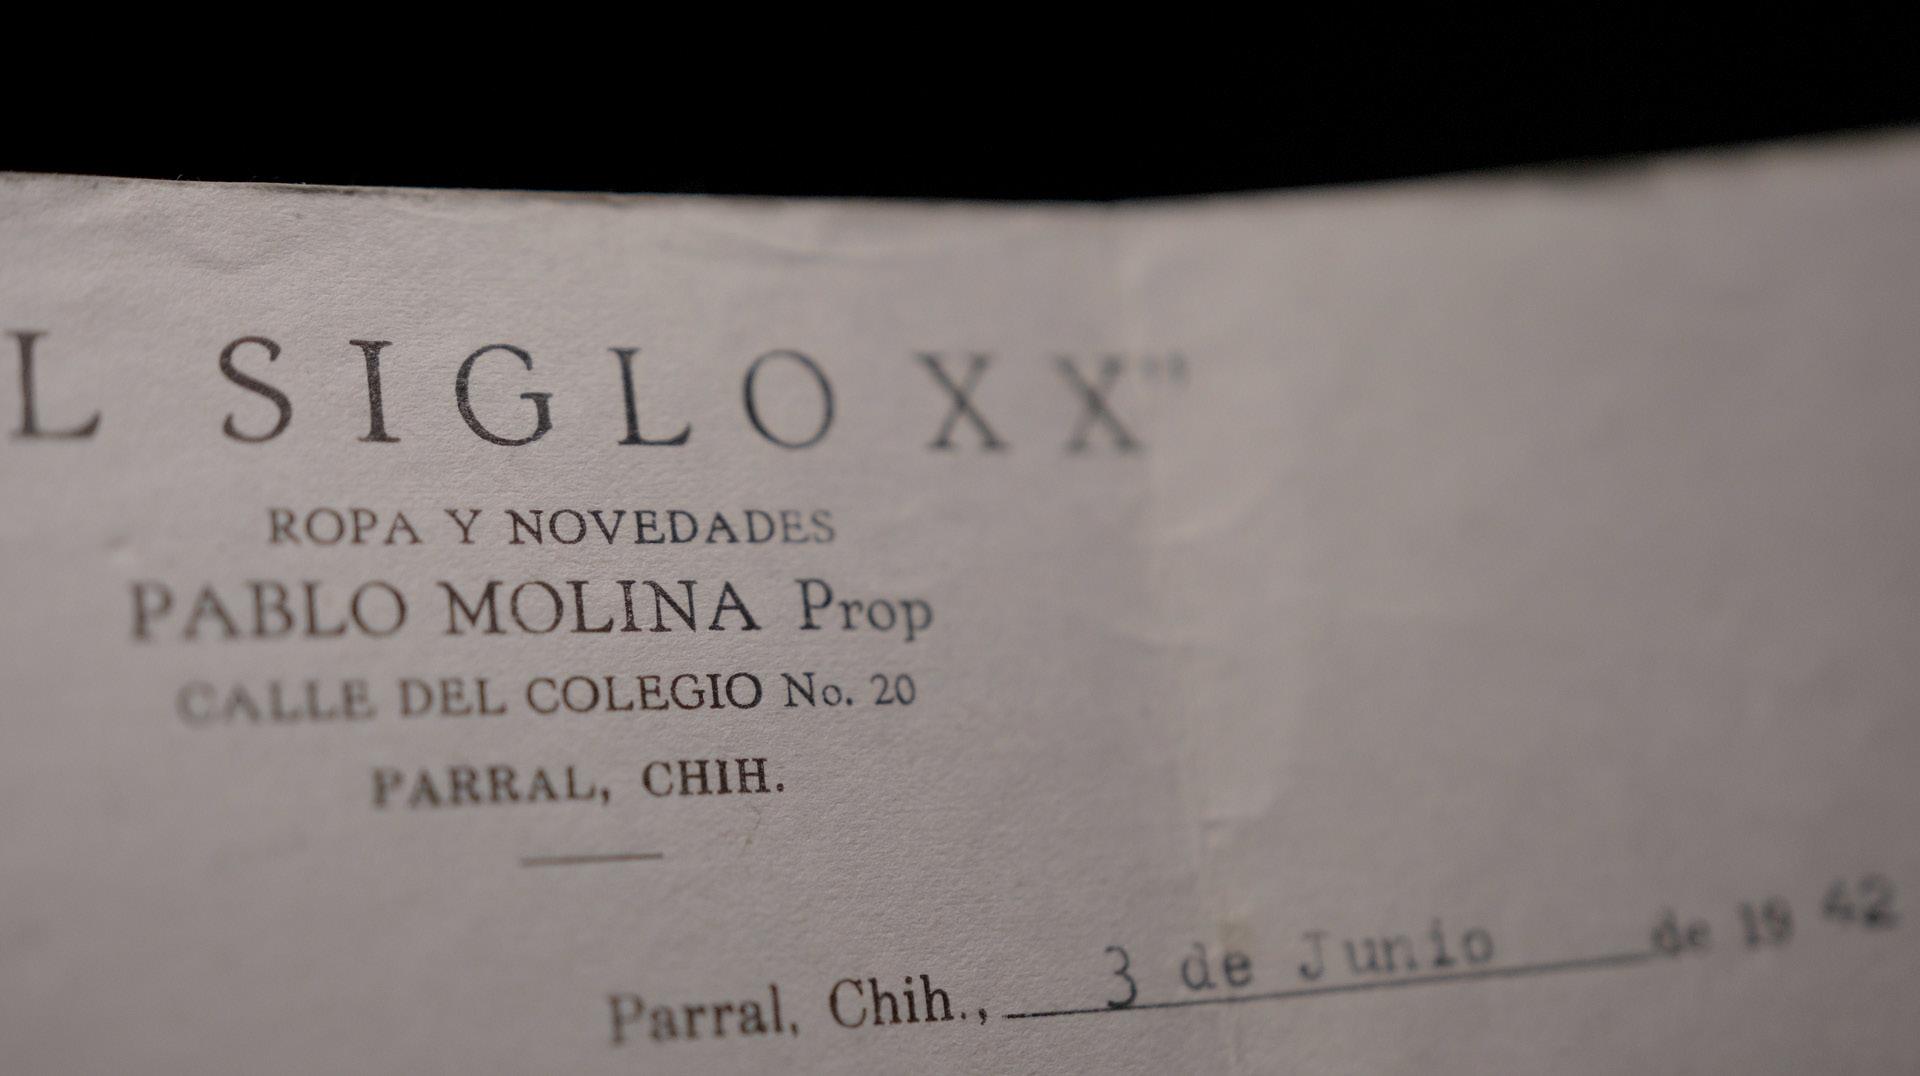 L SIGLO XX"
ROPA Y NOVEDADES
PABLO MOLINA Prop
CALLE DEL COLEGIO No. 20
PARRAL, CHIH.
Parral, Chih., 3 de Junio de 19 42